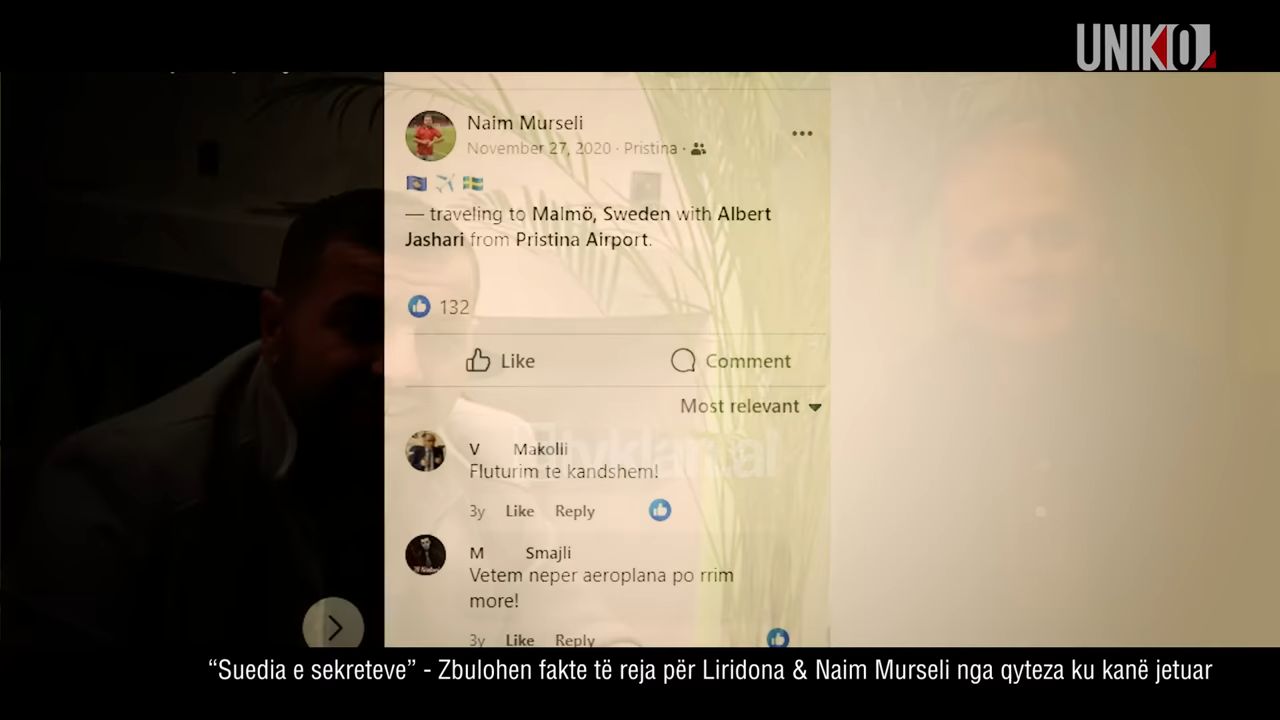 UNIKO
Naim Murseli
November 27, 2020 · Pristina ·
— traveling to Malmö, Sweden with Albert
Jashari from Pristina Airport.
132
Like Comment
Most relevant
V Makolli
Fluturim te kandshem!
3y Like Reply
M Smajli
Vetem neper aeroplana po rrim
more!
3y Like Reply
“Suedia e sekreteve” - Zbulohen fakte të reja për Liridona & Naim Murseli nga qyteza ku kanë jetuar